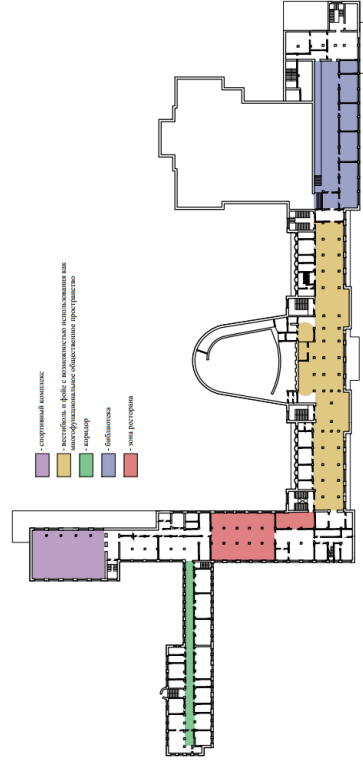 - спортивный комплекс
- вестибюль и фойе с возможностью использования как
многофункциональное общественное пространство
- коридор
- библиотека
- зона ресторана